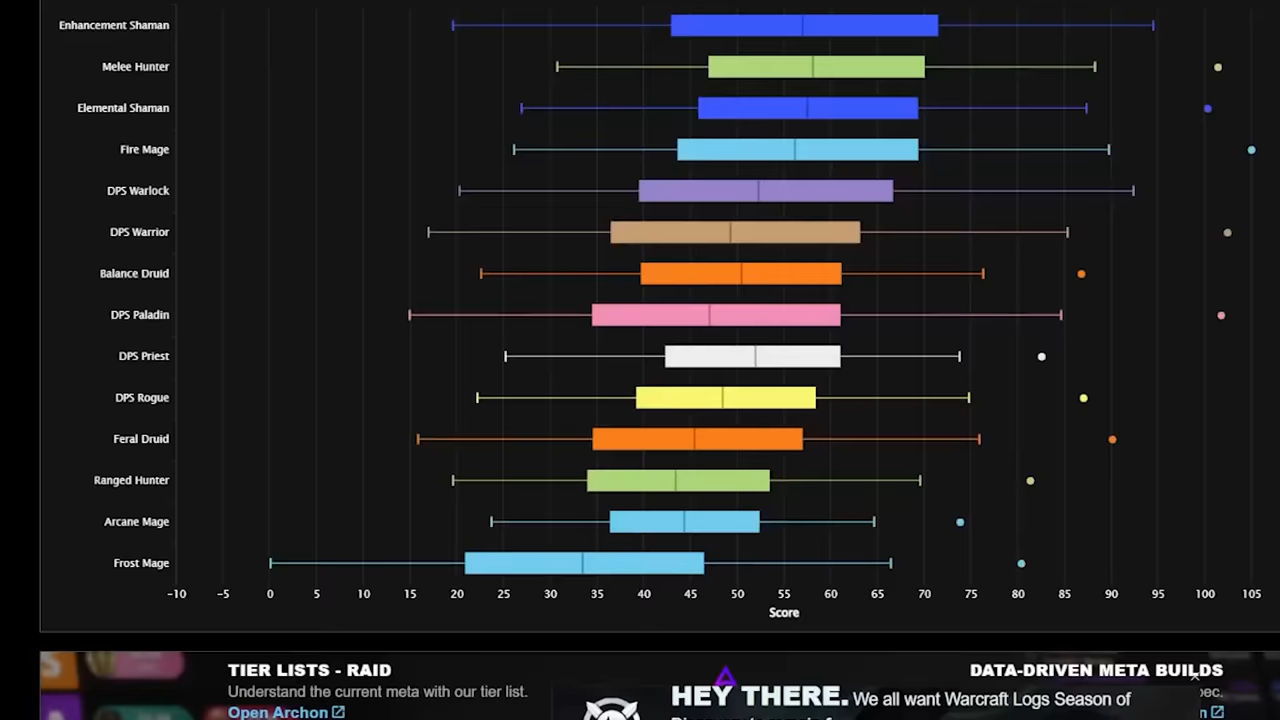 Enhancement Shaman
Melee Hunter
Elemental Shaman
Fire Mage
DPS Warlock
DPS Warrior
Balance Druid
DPS Paladin
DPS Priest
DPS Rogue
Feral Druid
Ranged Hunter
Arcane Mage
Frost Mage
-10 -5 0 5 10 15 20 25 30 35 40 45 50 55 60 65 70 75 80 85 90 95 100 105
Score
TIER LISTS - RAID
Understand the current meta with our tier list.
Open Archon
DATA-DRIVEN META BUILDS
HEY THERE. We all want Warcraft Logs Season of